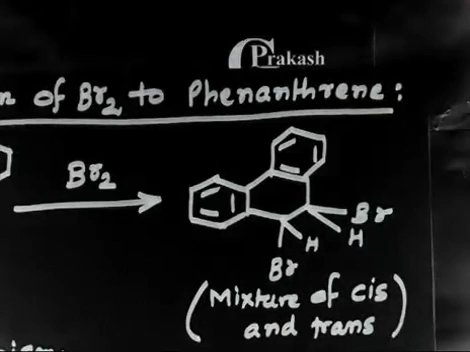 Prakash
n of Br2 to Phenanthrene:
Br2
Br
H
H
Br
(Mixture of cis
and trans)